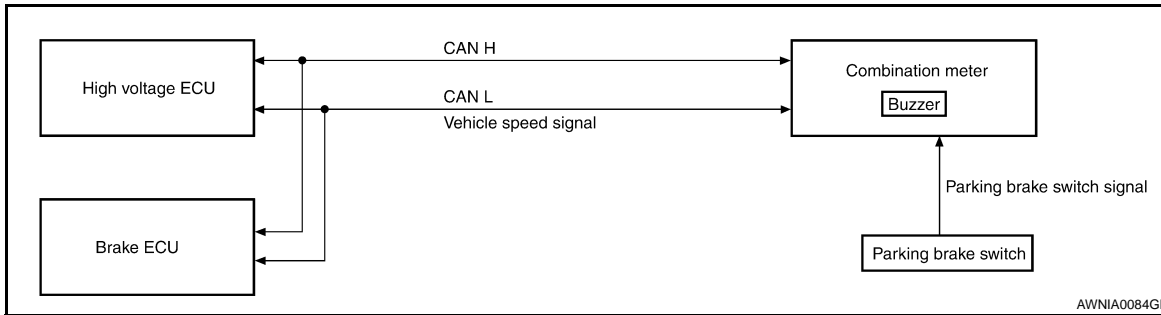 CAN H
High voltage ECU
CAN L
Vehicle speed signal
Combination meter
Buzzer
Parking brake switch signal
Brake ECU
Parking brake switch
AWNIA0084G